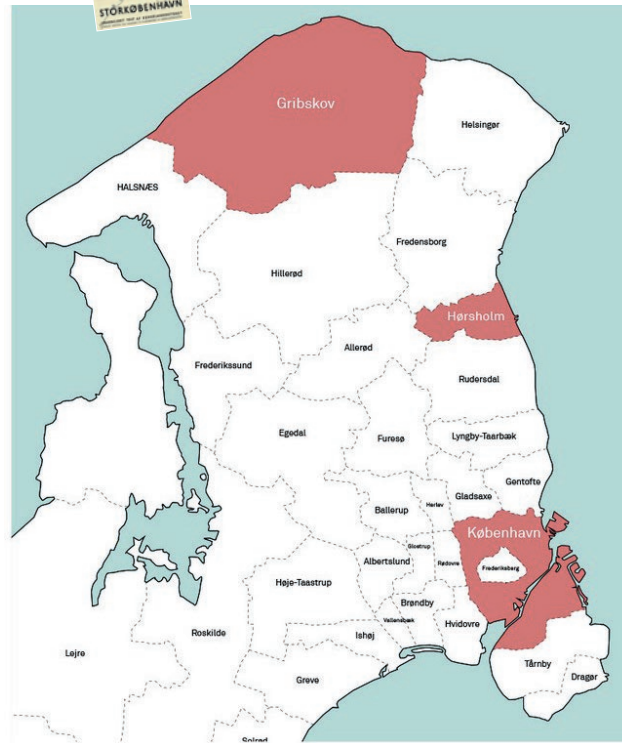 STORKØBENHAVN
Gribskov
Helsingør
HALSNÆS
Fredensborg
Hillerød
Hørsholm
Allerød
Frederikssund
Rudersdal
Egedal
Furesø
Lyngby-Taarbæk
Gentofte
Gladsaxe
Herlev
Ballerup
København
Glostrup
Rødovre
Albertslund
Frederiksberg
Høje-Taastrup
Brøndby
Vallensbæk
Hvidovre
Roskilde
Ishøj
Lejre
Tårnby
Greve
Dragør
Solrød